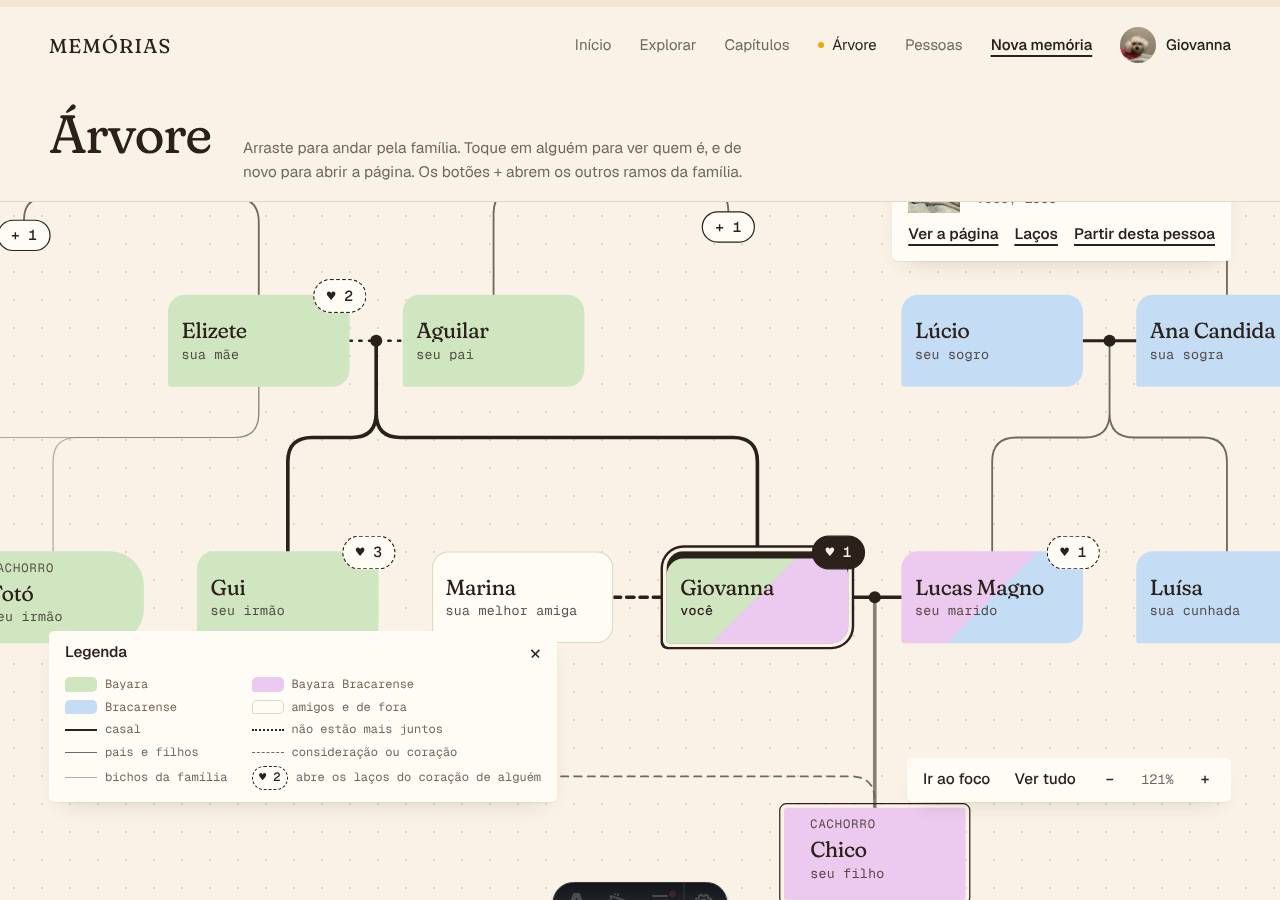 MEMÓRIAS
Início
Explorar
Capítulos
Árvore
Pessoas
Nova memória
Giovanna
Árvore
Arraste para andar pela família. Toque em alguém para ver quem é, e de
novo para abrir a página. Os botões + abrem os outros ramos da família.
+ 1
+ 1
Ver a página
Laços
Partir desta pessoa
♥ 2
Elizete
sua mãe
Aguilar
seu pai
Lúcio
seu sogro
Ana Candida
sua sogra
CACHORRO
otó
eu irmão
♥ 3
Gui
seu irmão
Marina
sua melhor amiga
♥ 1
Giovanna
você
♥ 1
Lucas Magno
seu marido
Luísa
sua cunhada
Legenda
×
Bayara
Bayara Bracarense
Bracarense
amigos e de fora
casal
não estão mais juntos
pais e filhos
consideração ou coração
bichos da família
♥ 2
abre os laços do coração de alguém
Ir ao foco
Ver tudo
−
121%
+
CACHORRO
Chico
seu filho